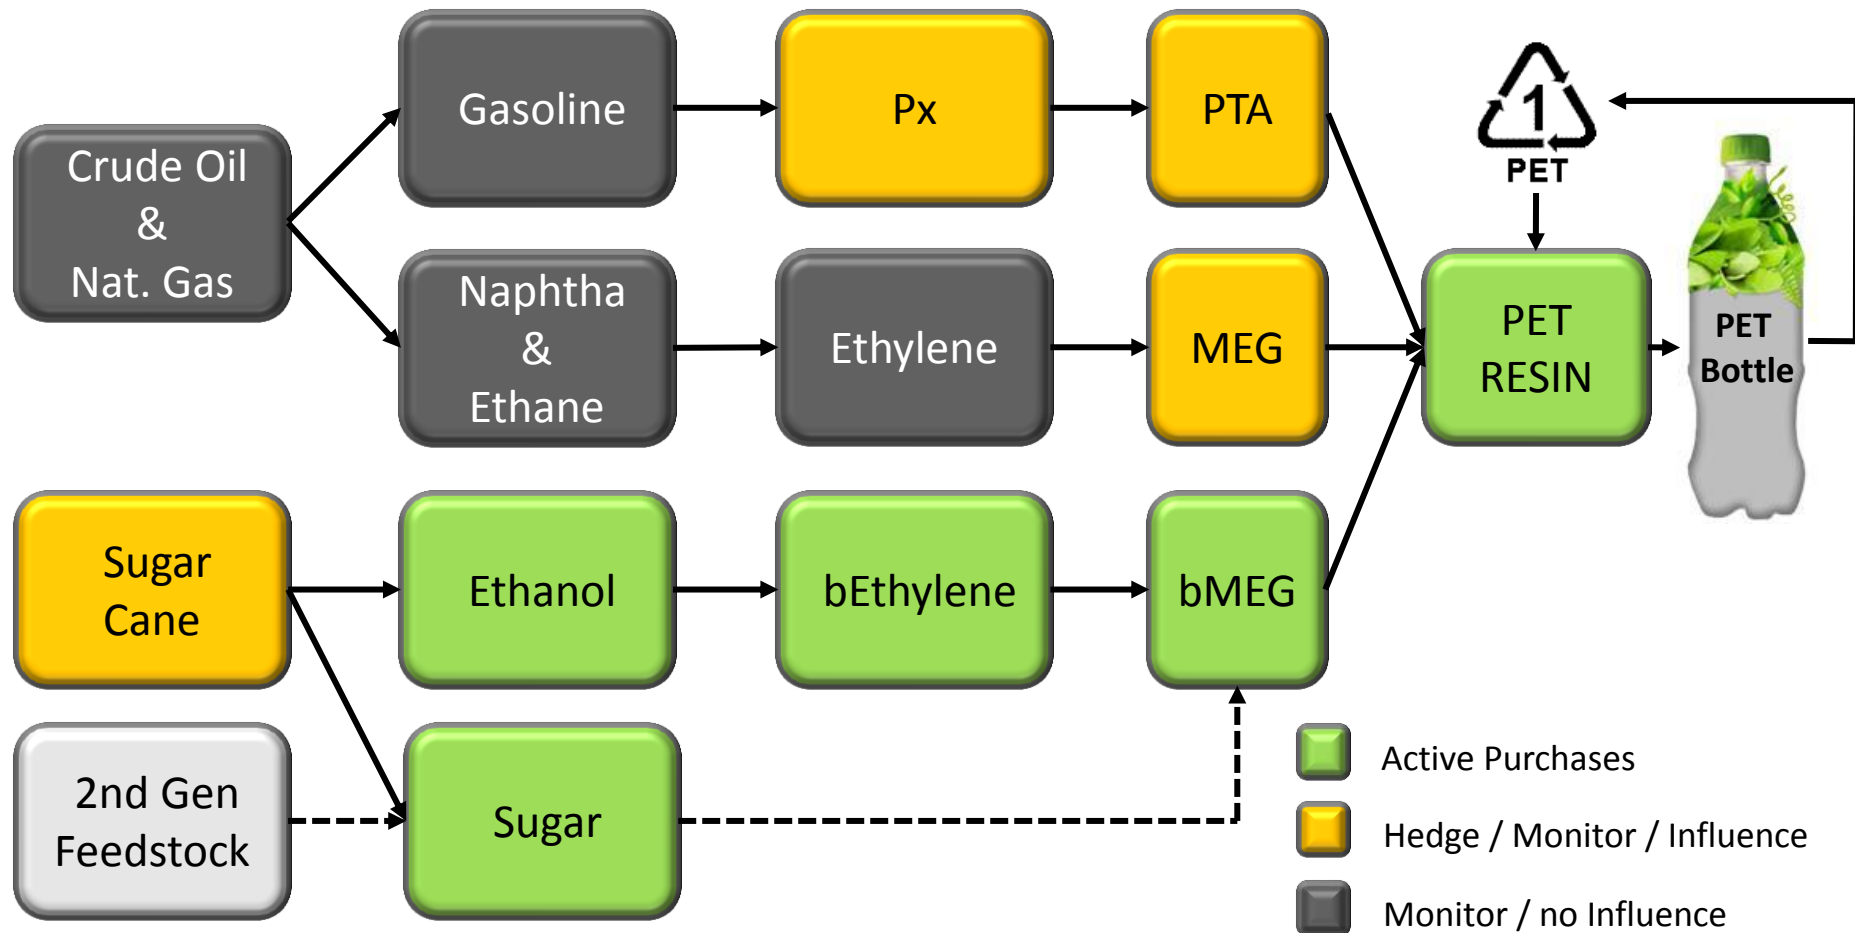 Crude Oil
&
Nat. Gas
Gasoline
Px
PTA
1
PET
Naphtha
&
Ethane
Ethylene
MEG
PET
RESIN
PET
Bottle
Sugar
Cane
Ethanol
bEthylene
bMEG
2nd Gen
Feedstock
Sugar
Active Purchases
Hedge / Monitor / Influence
Monitor / no Influence